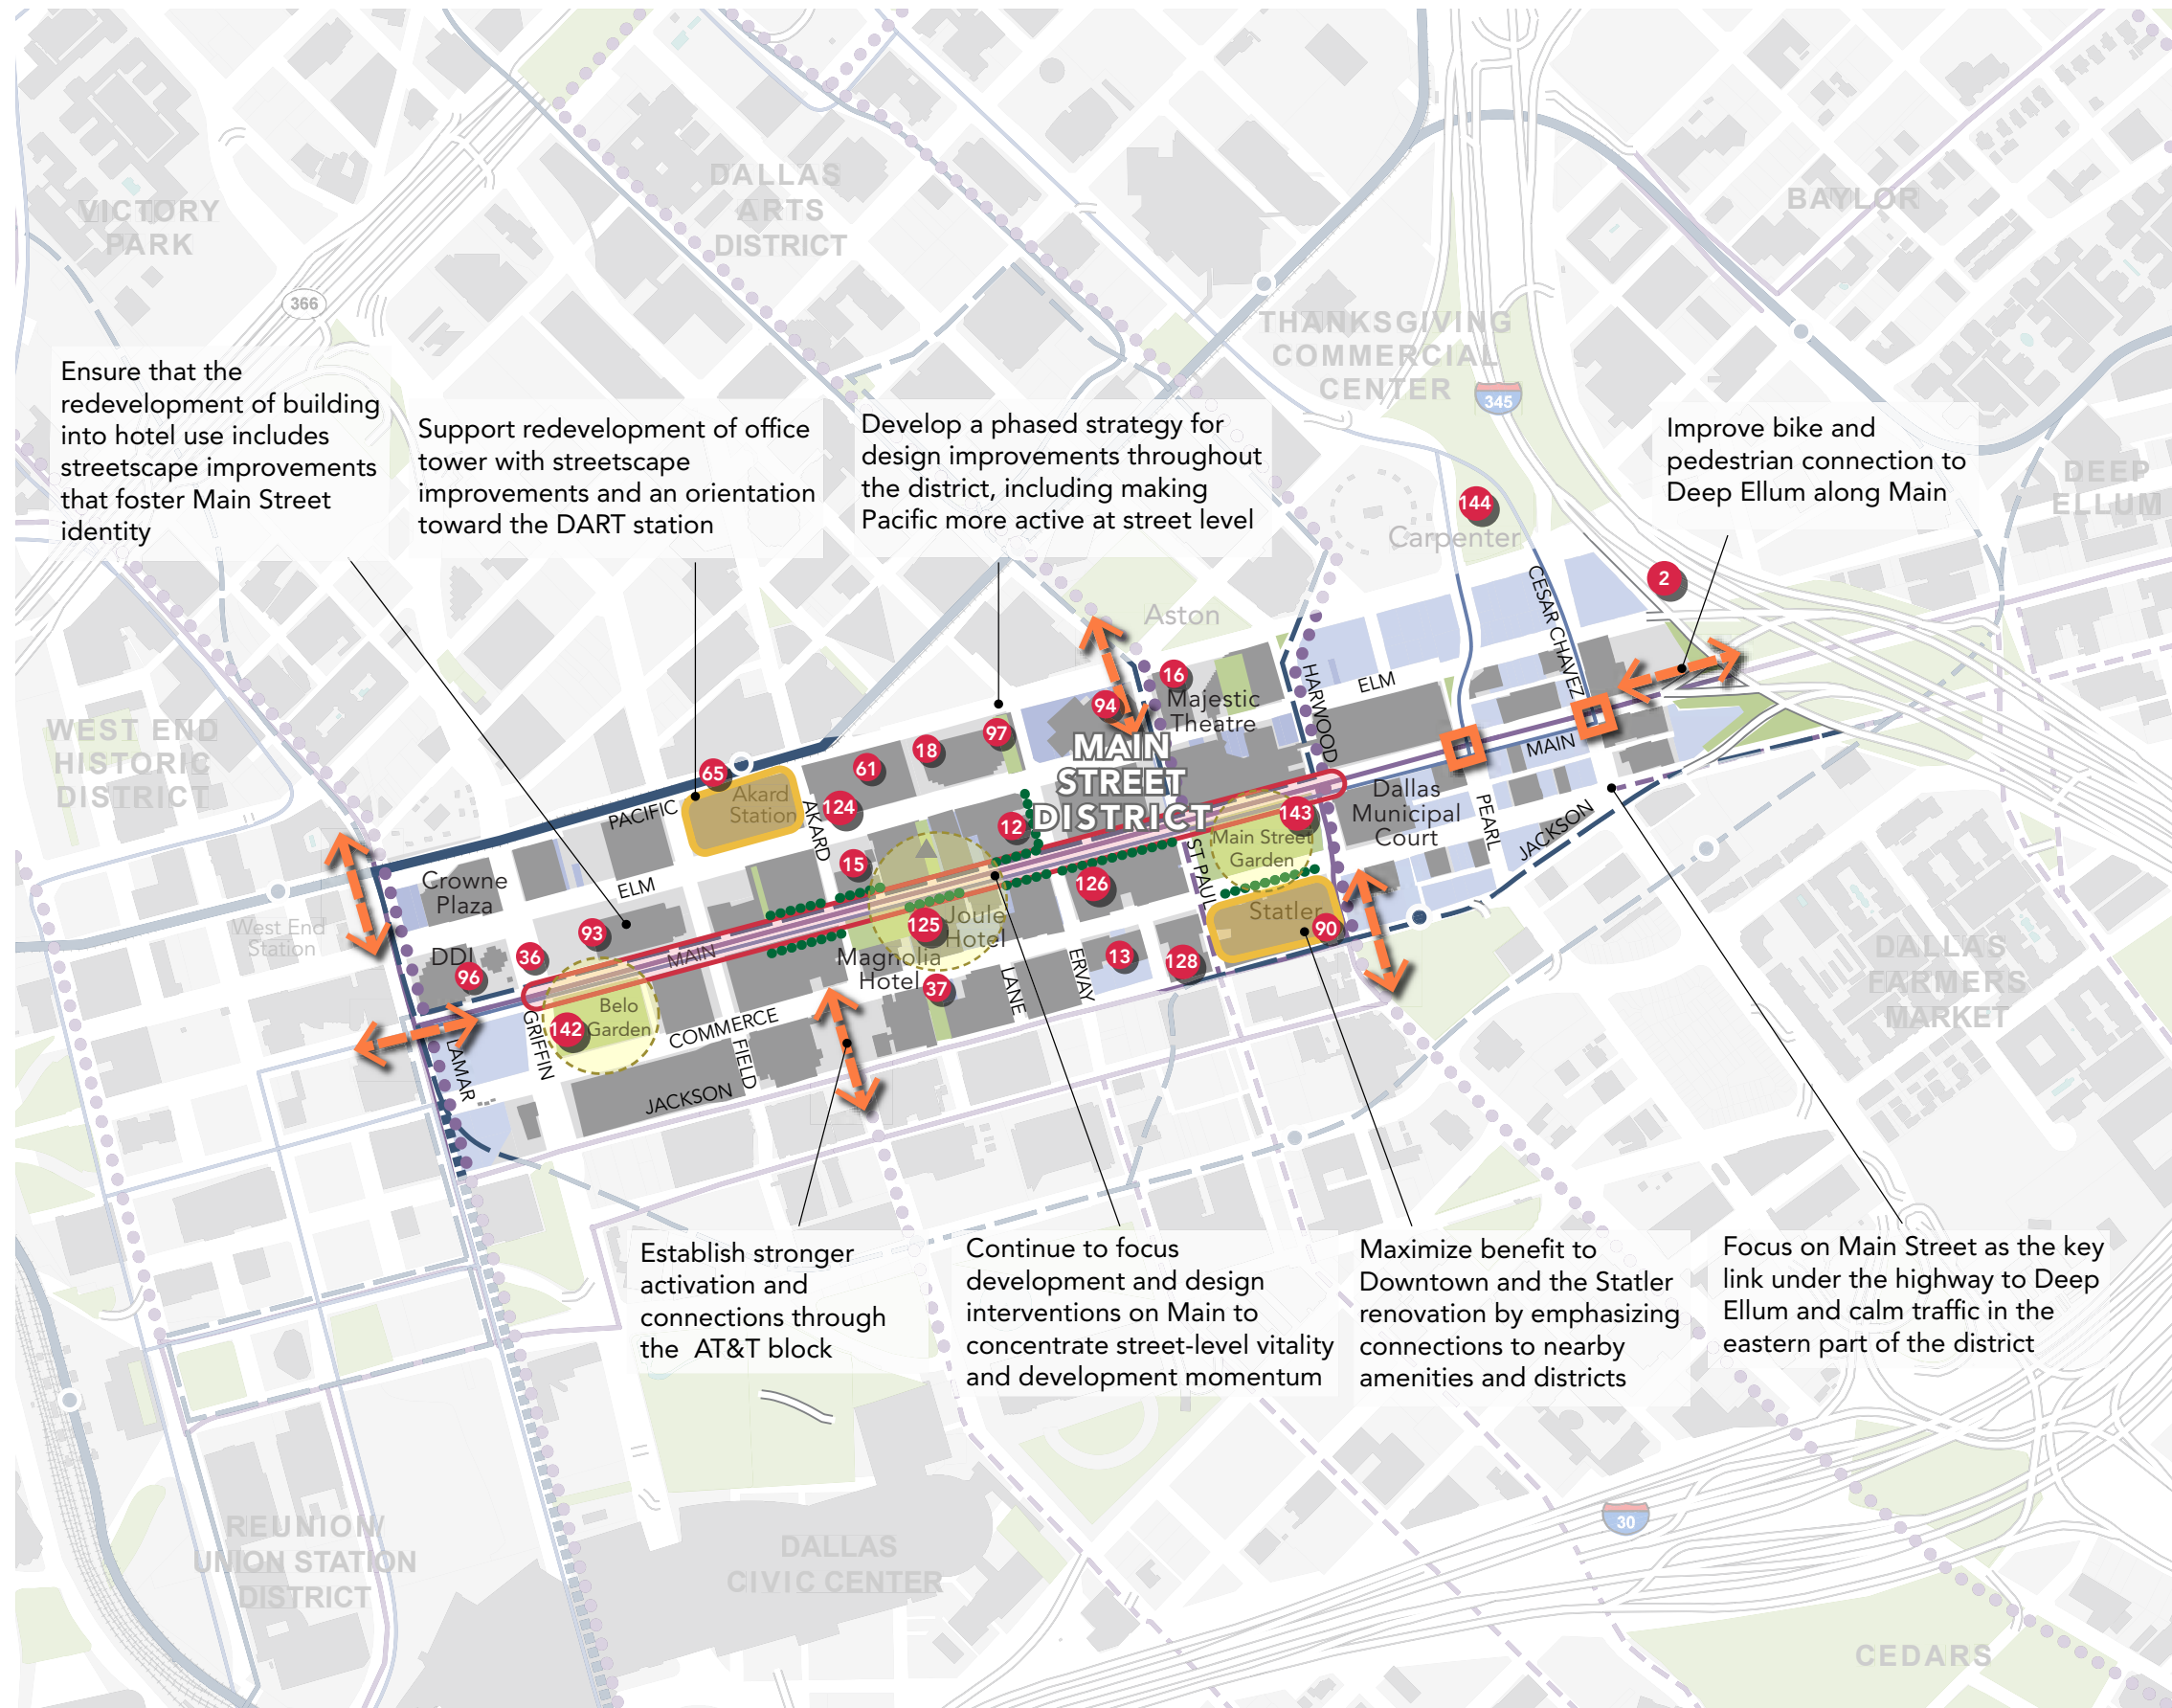 DALLAS
ARTS
DISTRICT
VICTORY
PARK
BAYLOR
366
THANKSGIVING
COMMERCIAL
CENTER
345
Ensure that the
redevelopment of building
into hotel use includes
streetscape improvements
that foster Main Street
identity
Support redevelopment of office
tower with streetscape
improvements and an orientation
toward the DART station
Develop a phased strategy for
design improvements throughout
the district, including making
Pacific more active at street level
Improve bike and
pedestrian connection to
Deep Ellum along Main
DEEP
ELLUM
144
Carpenter
2
CESAR CHAVEZ
Aston
16
Majestic
Theatre
94
HARWOOD
ELM
WEST END
HISTORIC
DISTRICT
97
18
61
65
Akard
Station
124
PACIFIC
AKARD
MAIN
STREET
DISTRICT
MAIN
Dallas
Municipal
Court
PEARL
JACKSON
143
Main Street
Garden
12
15
126
ST PAUL
Crowne
Plaza
ELM
West End
Station
93
36
DDI
96
MAIN
125
Joule
Hotel
Magnolia
Hotel
37
LANE
ERVAY
13
128
Statler
90
DALLAS
FARMERS
MARKET
Belo
Garden
142
GRIFFIN
LAMAR
COMMERCE
FIELD
JACKSON
Establish stronger
activation and
connections through
the AT&T block
Continue to focus
development and design
interventions on Main to
concentrate street-level vitality
and development momentum
Maximize benefit to
Downtown and the Statler
renovation by emphasizing
connections to nearby
amenities and districts
Focus on Main Street as the key
link under the highway to Deep
Ellum and calm traffic in the
eastern part of the district
REUNION/
UNION STATION
DISTRICT
DALLAS
CIVIC CENTER
30
CEDARS